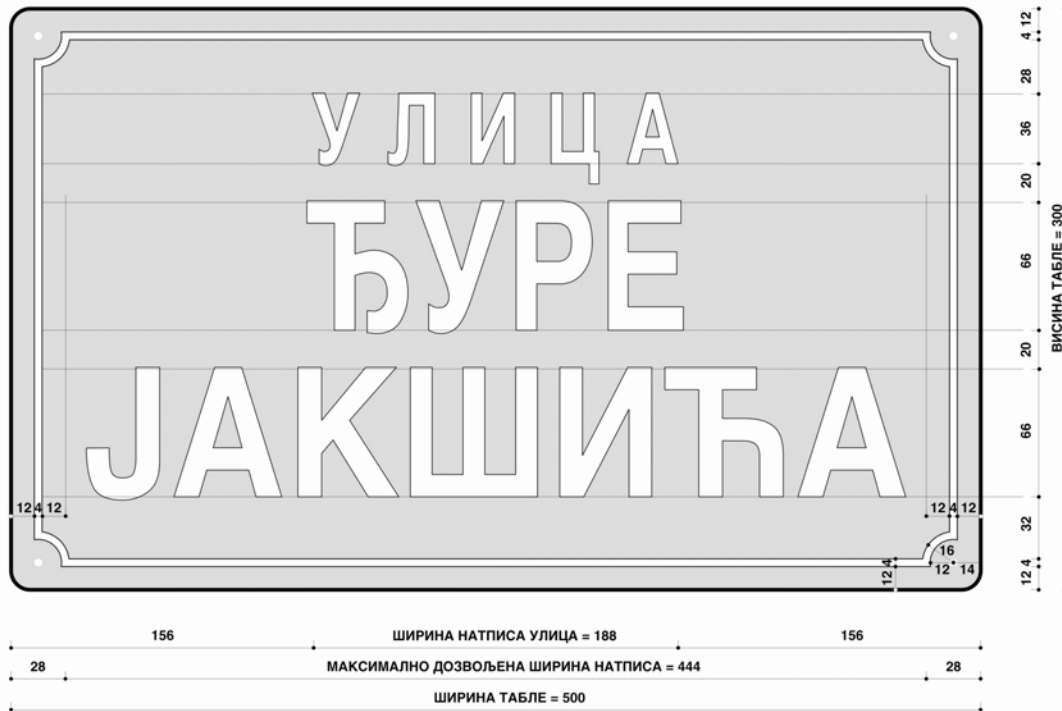 УЛИЦА
ЂУРЕ
ЈАКШИЋА
12
4
28
36
20
66
20
66
32
4
12
ВИСИНА ТАБЛЕ = 300
12 4 12
12 4 12
16
12 14
4
12
156 ШИРИНА НАТПИСА УЛИЦА = 188 156
28 МАКСИМАЛНО ДОЗВОЉЕНА ШИРИНА НАТПИСА = 444 28
ШИРИНА ТАБЛЕ = 500